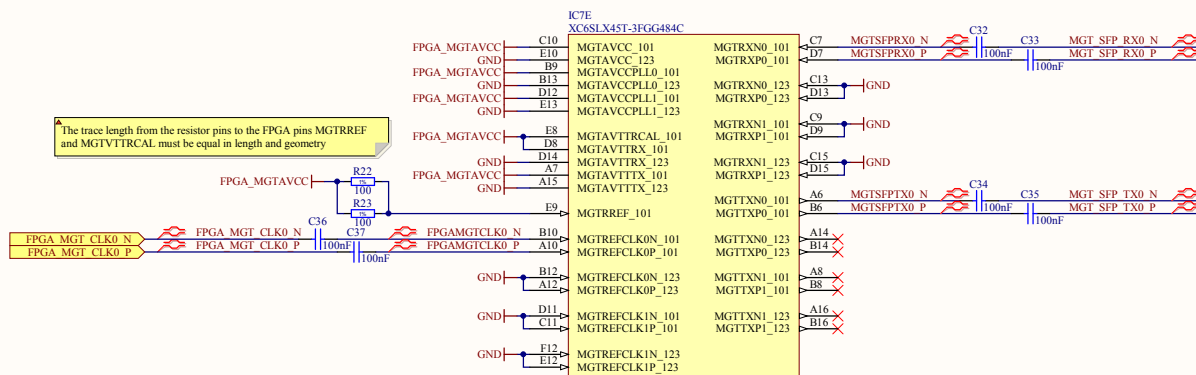 IC7E
XC6SLX45T-3FGG484C
FPGA_MGTAVCC C10 MGTAVCC_101
GND E10 MGTAVCC_123
FPGA_MGTAVCC B9 MGTAVCCPLL0_101
GND B13 MGTAVCCPLL0_123
FPGA_MGTAVCC D12 MGTAVCCPLL1_101
GND E13 MGTAVCCPLL1_123
FPGA_MGTAVCC E8 MGTAVTTRCAL_101
D8 MGTAVTTRX_101
GND D14 MGTAVTTRX_123
FPGA_MGTAVCC A7 MGTAVTTTX_101
GND A15 MGTAVTTTX_123
The trace length from the resistor pins to the FPGA pins MGTRREF
and MGTVTTRCAL must be equal in length and geometry
R22
FPGA_MGTAVCC 1%
100
R23
1%
100
E9 MGTRREF_101
C36
FPGA_MGT_CLK0_N FPGA_MGT_CLK0_N 100nF FPGAMGTCLK0_N B10 MGTREFCLK0N_101
C37
FPGA_MGT_CLK0_P FPGA_MGT_CLK0_P 100nF FPGAMGTCLK0_P A10 MGTREFCLK0P_101
GND B12 MGTREFCLK0N_123
A12 MGTREFCLK0P_123
GND D11 MGTREFCLK1N_101
C11 MGTREFCLK1P_101
GND F12 MGTREFCLK1N_123
E12 MGTREFCLK1P_123
C32 C33
MGTRXN0_101 C7 MGTSFPRX0_N 100nF MGT_SFP_RX0_N
MGTRXP0_101 D7 MGTSFPRX0_P 100nF MGT_SFP_RX0_P
MGTRXN0_123 C13 GND
MGTRXP0_123 D13
MGTRXN1_101 C9 GND
MGTRXP1_101 D9
MGTRXN1_123 C15 GND
MGTRXP1_123 D15
C34 C35
MGTTXN0_101 A6 MGTSFPTX0_N 100nF MGT_SFP_TX0_N
MGTTXP0_101 B6 MGTSFPTX0_P 100nF MGT_SFP_TX0_P
MGTTXN0_123 A14
MGTTXP0_123 B14
MGTTXN1_101 A8
MGTTXP1_101 B8
MGTTXN1_123 A16
MGTTXP1_123 B16